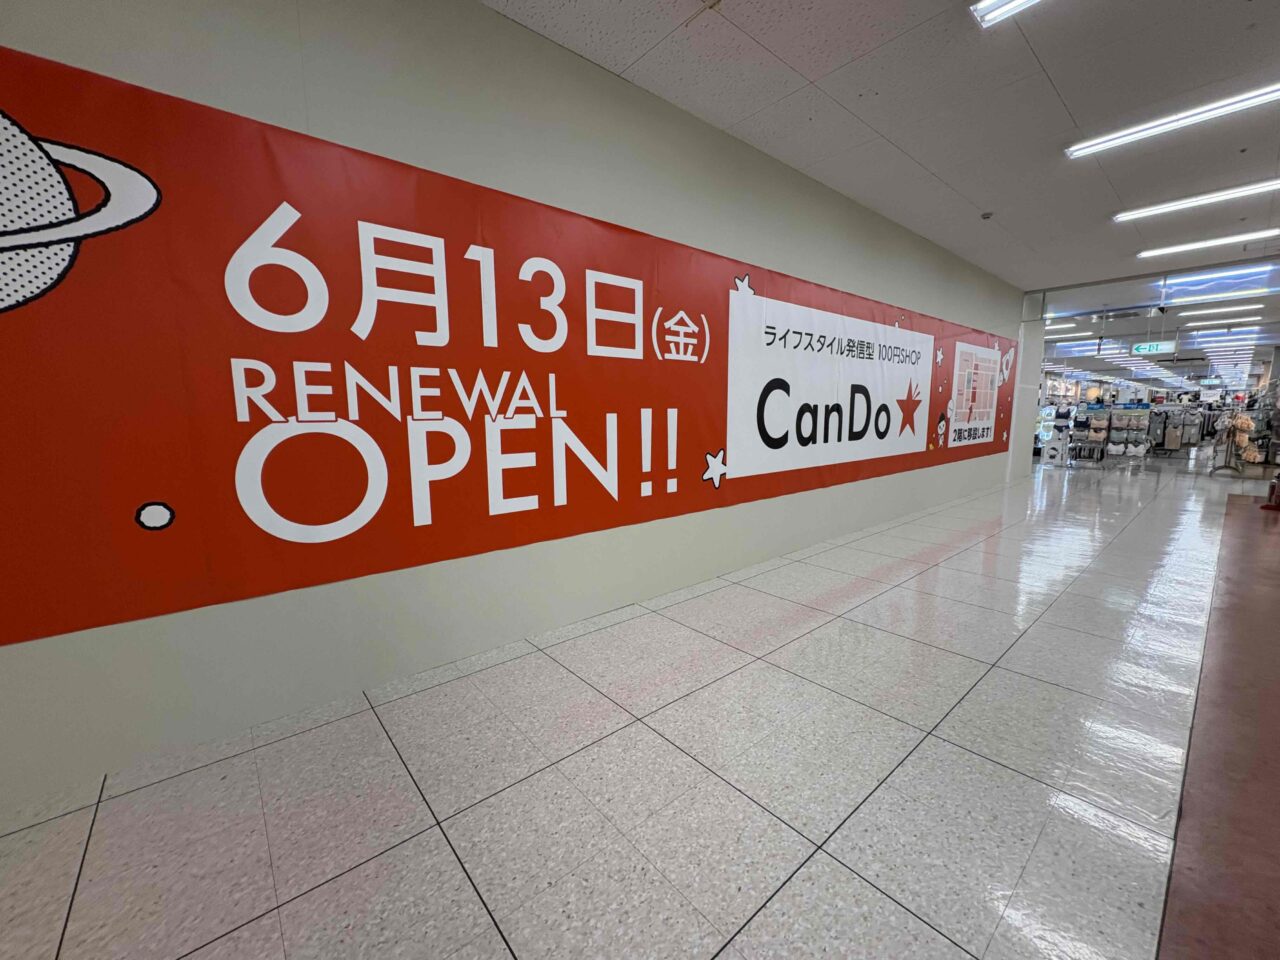 6月13日(金)
RENEWAL
OPEN!!
ライフスタイル発信型 100円SHOP
CanDo
2階に移設します!